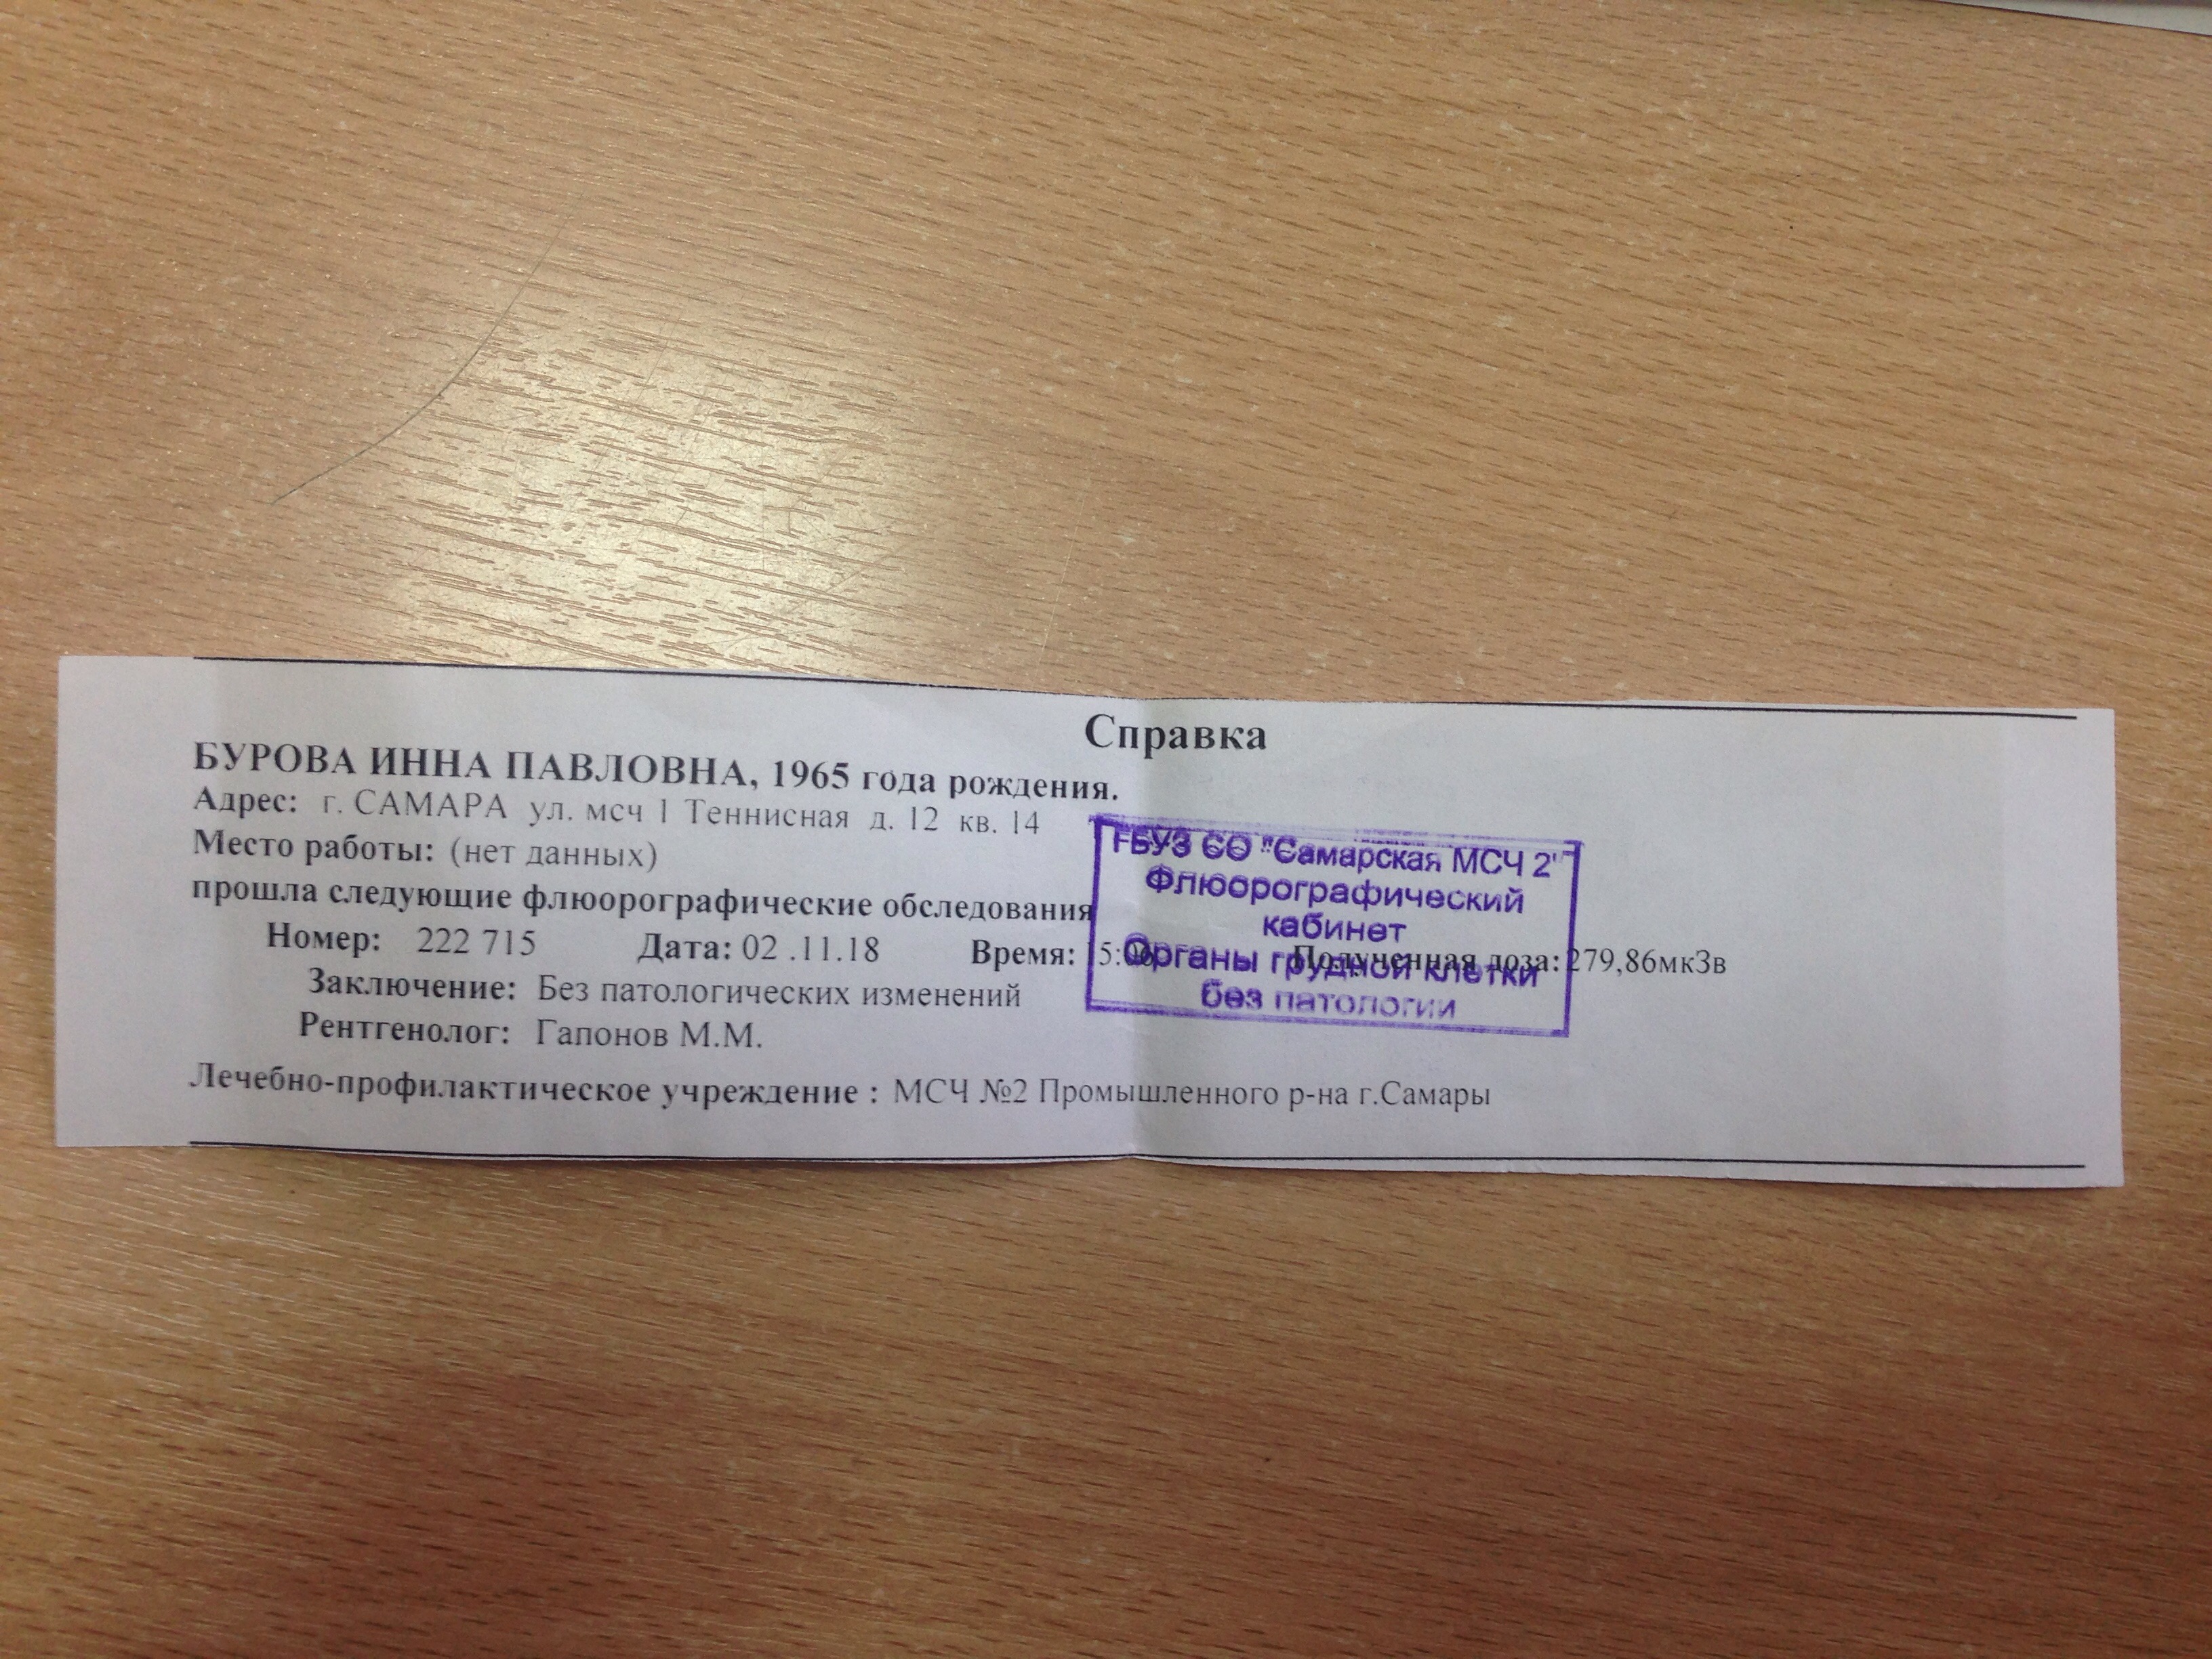 Справка
БУРОВА ИННА ПАВЛОВНА, 1965 года рождения.
Адрес: г. САМАРА ул. мсч 1 Теннисная д. 12 кв. 14
Место работы: (нет данных)
прошла следующие флюорографические обследования
Номер: 222 715 Дата: 02 .11.18 Время: Полученная доза: 279,86мкЗв
Заключение: Без патологических изменений
Рентгенолог: Гапонов М.М.
Лечебно-профилактическое учреждение : МСЧ №2 Промышленного р-на г.Самары
ГБУЗ СО "Самарская МСЧ 2"
Флюорографический
кабинет
Органы грудной клетки
без патологии